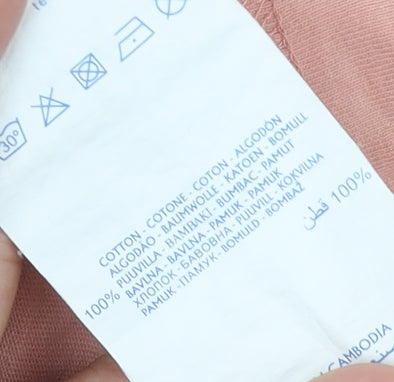 30°
COTTON - COTONE - COTON - ALGODÓN
ALGODÃO - BAUMWOLLE - KATOEN - BOMULL
PUUVILLA - ΒΑΜΒΑΚΙ - BUMBAC - PAMUT
100% BAVLNA - BAVLNA - PAMUK - PAMUK
ХЛОПОК - БАВОВНА - PUUVILL - KOKVILNA
PAMUK - ПАМУК - BOMULD - BOMBAŽ
100% قطن
CAMBODIA